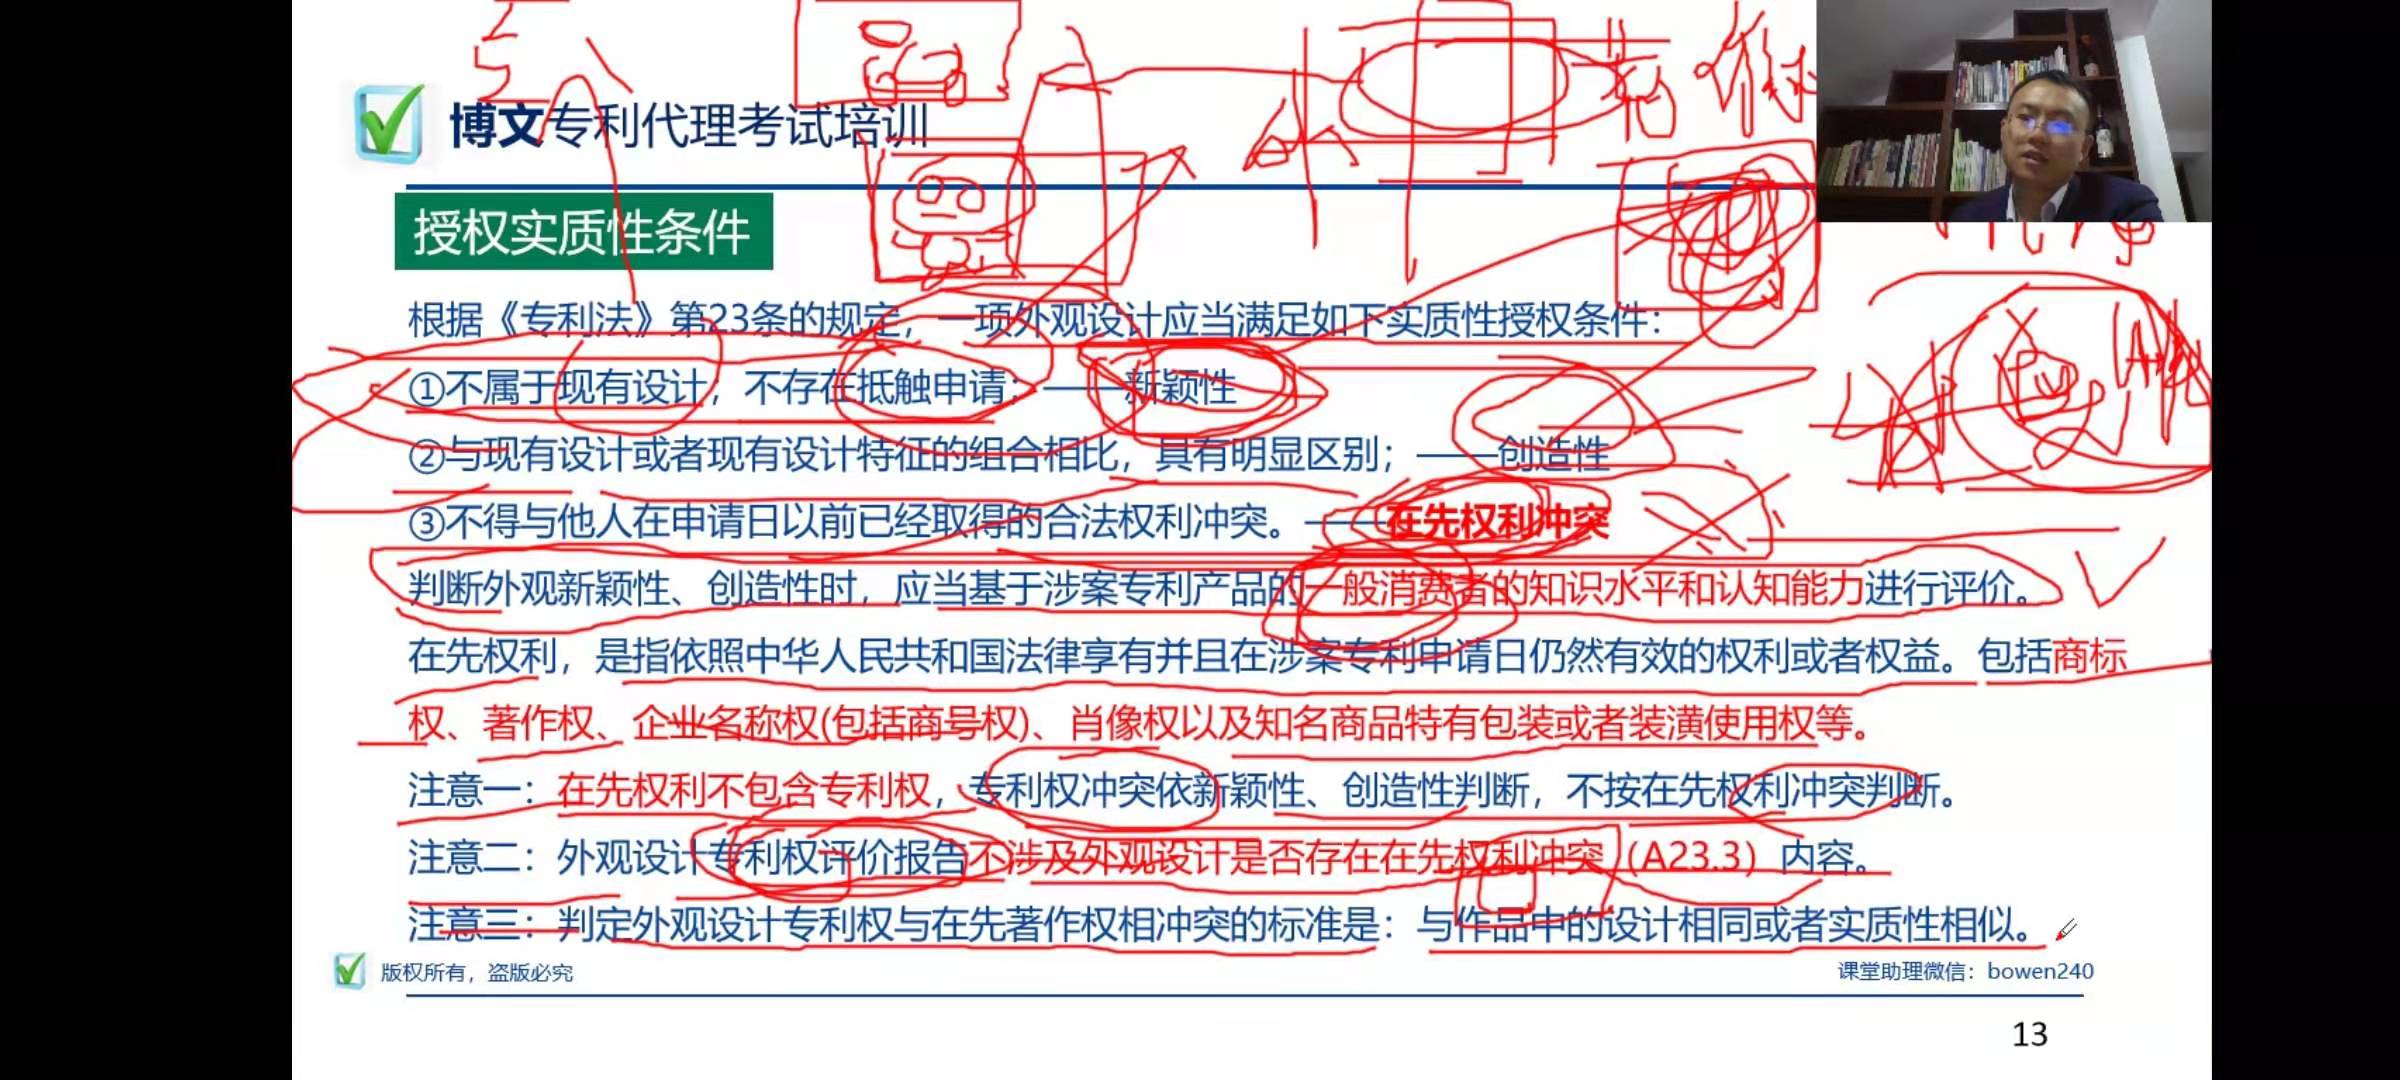 博文专利代理考试培训
授权实质性条件
根据《专利法》第23条的规定，一项外观设计应当满足如下实质性授权条件：
①不属于现有设计；不存在抵触申请；——新颖性
②与现有设计或者现有设计特征的组合相比，具有明显区别；——创造性
③不得与他人在申请日以前已经取得的合法权利冲突。——在先权利冲突
判断外观新颖性、创造性时，应当基于涉案专利产品的一般消费者的知识水平和认知能力进行评价。
在先权利，是指依照中华人民共和国法律享有并且在涉案专利申请日仍然有效的权利或者权益。包括商标
权、著作权、企业名称权(包括商号权)、肖像权以及知名商品特有包装或者装潢使用权等。
注意一：在先权利不包含专利权，专利权冲突依新颖性、创造性判断，不按在先权利冲突判断。
注意二：外观设计专利权评价报告不涉及外观设计是否存在在先权利冲突（A23.3）内容。
注意三：判定外观设计专利权与在先著作权相冲突的标准是：与作品中的设计相同或者实质性相似。
版权所有，盗版必究
课堂助理微信：bowen240
13